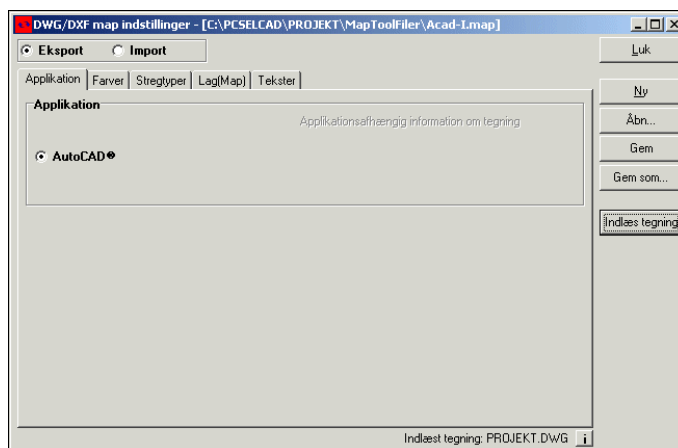 DWG/DXF map indstillinger - [C:\PCSELCAD\PROJEKT\MapToolFiler\Acad-I.map]
Eksport Import
Luk
Applikation Farver Stregtyper Lag(Map) Tekster
Ny
Applikation
Applikationsafhængig information om tegning
Åbn...
AutoCAD®
Gem
Gem som...
Indlæs tegning
Indlæst tegning: PROJEKT.DWG i